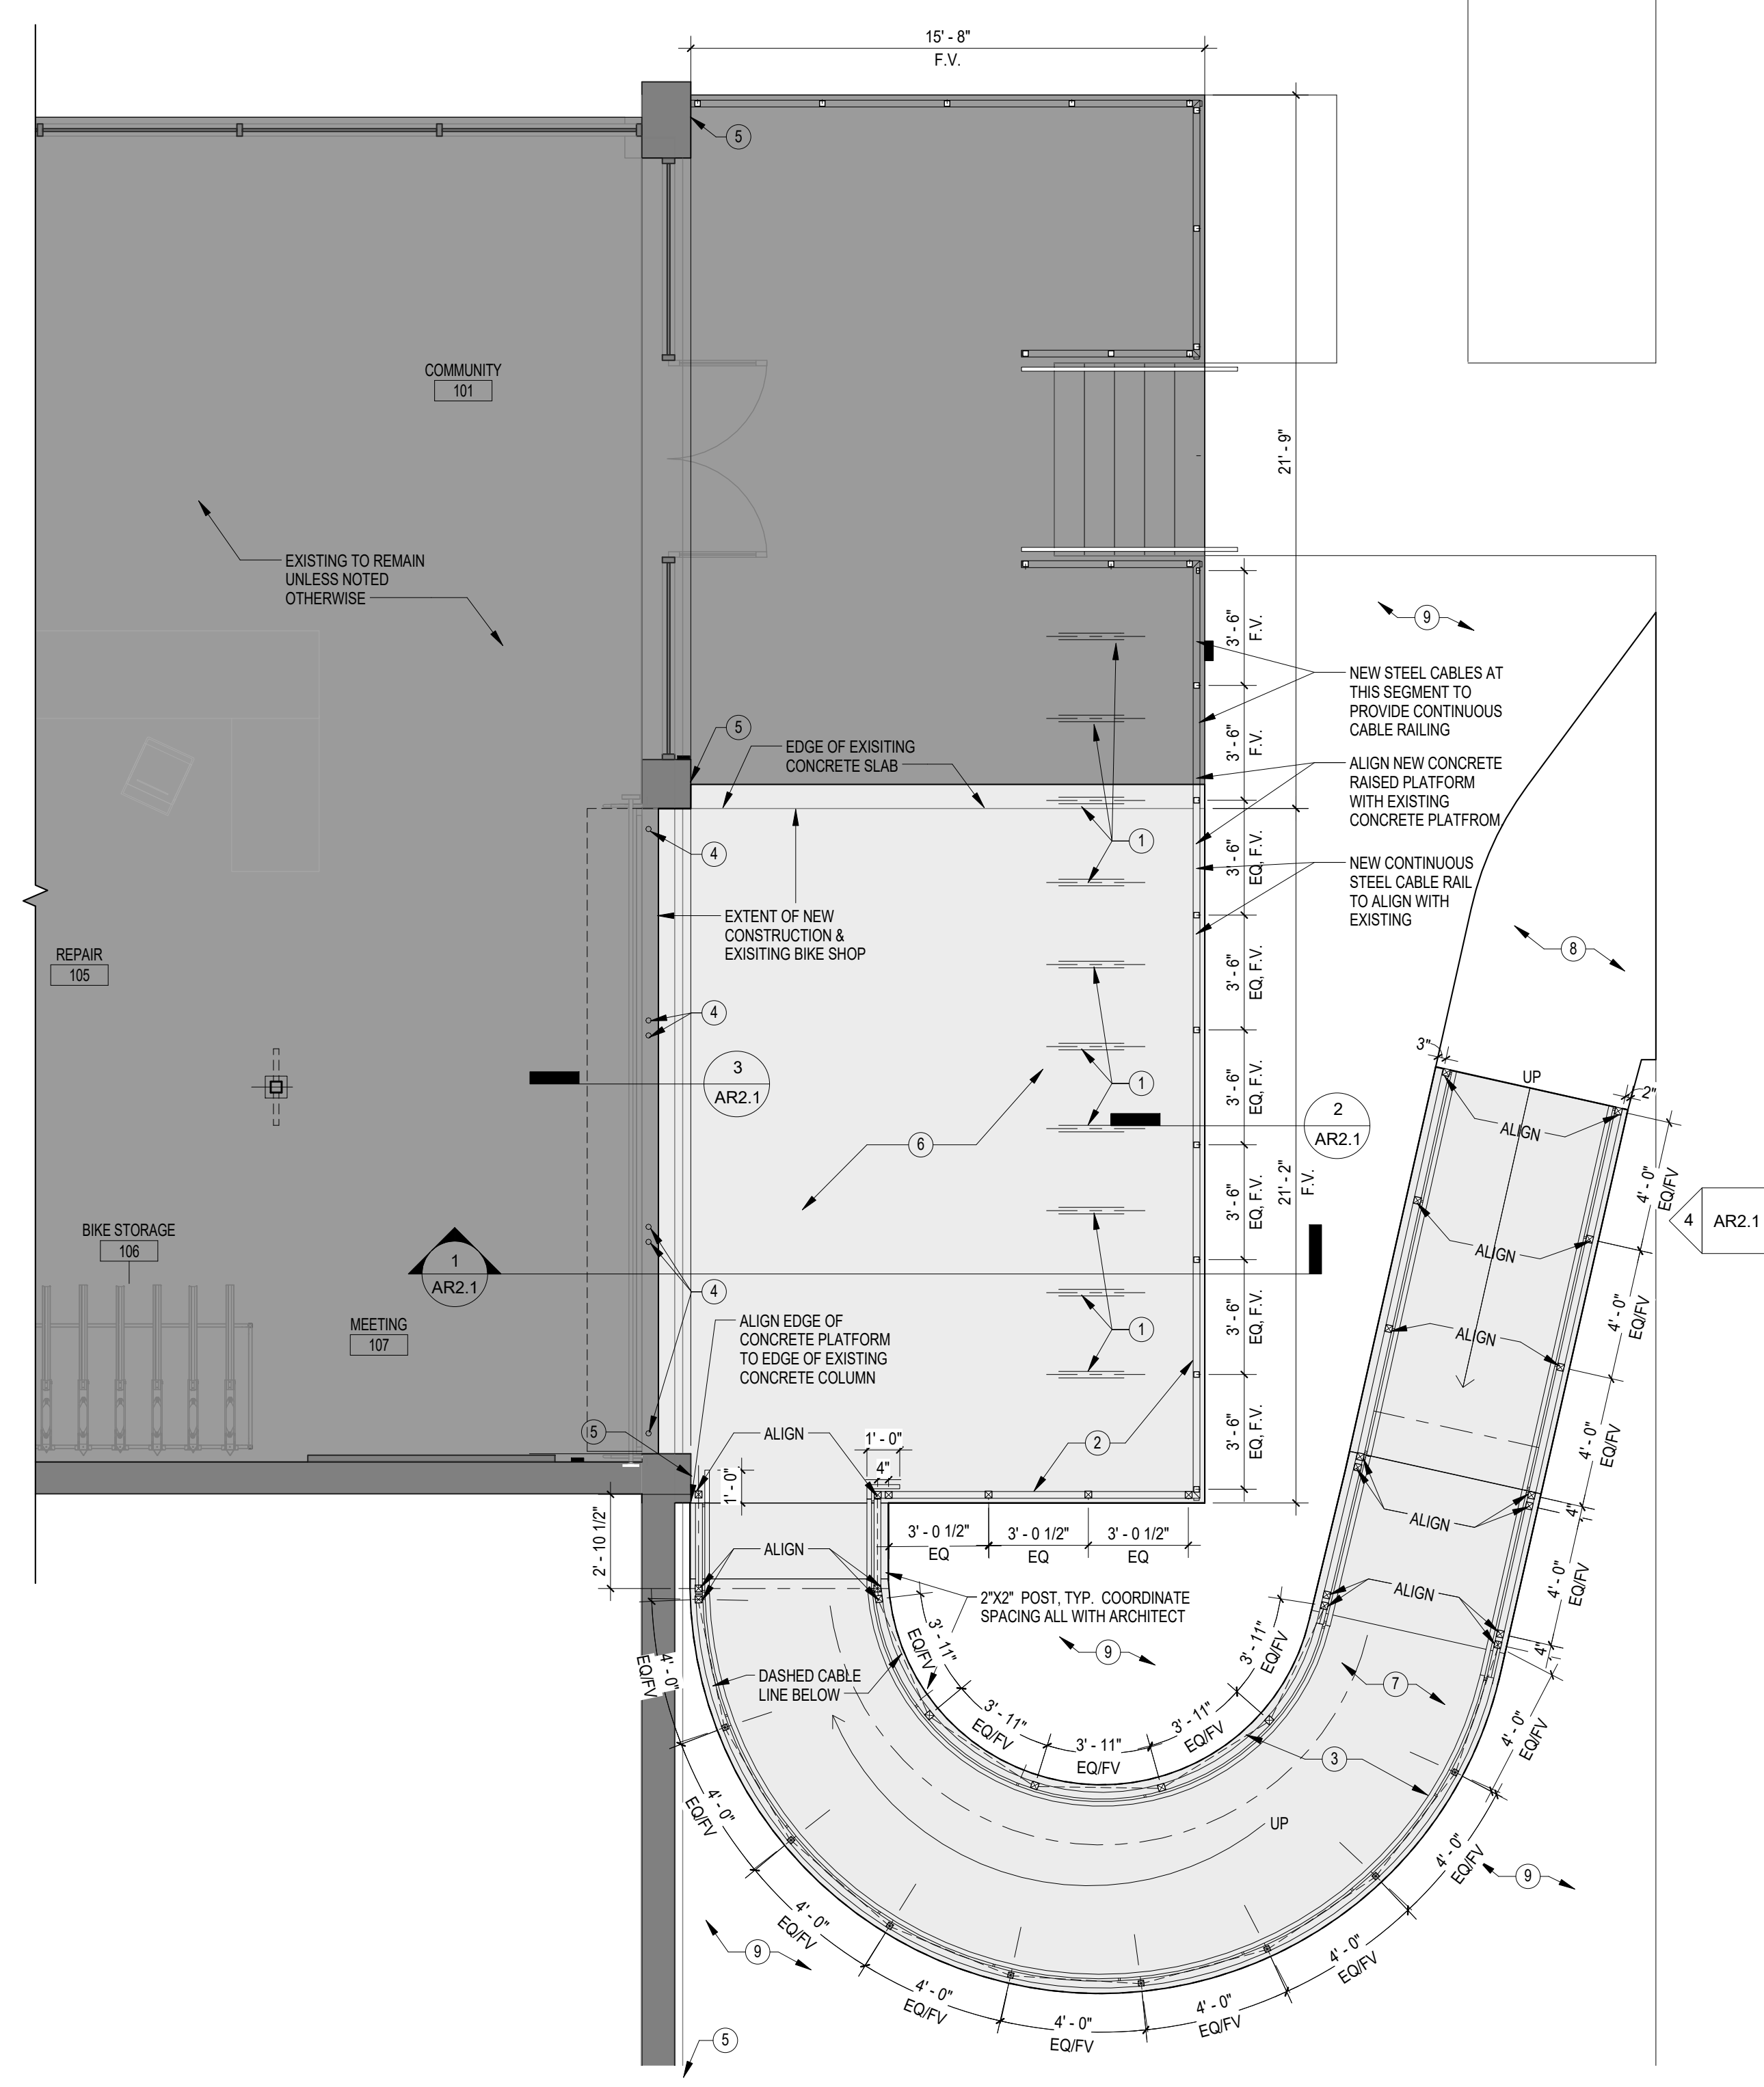 15' - 8"
F.V.
5
COMMUNITY
101
21' - 9"
EXISTING TO REMAIN
UNLESS NOTED
OTHERWISE
9
3' - 6"
F.V.
NEW STEEL CABLES AT
THIS SEGMENT TO
PROVIDE CONTINUOUS
CABLE RAILING
5
3' - 6"
F.V.
EDGE OF EXISITING
CONCRETE SLAB
ALIGN NEW CONCRETE
RAISED PLATFORM
WITH EXISTING
CONCRETE PLATFROM
1
4
3' - 6"
EQ, F.V.
NEW CONTINUOUS
STEEL CABLE RAIL
TO ALIGN WITH
EXISTING
EXTENT OF NEW
CONSTRUCTION &
EXISITING BIKE SHOP
8
REPAIR
105
3' - 6"
EQ, F.V.
4
3
AR2.1
1
3' - 6"
EQ, F.V.
3"
UP
2"
2
AR2.1
ALIGN
6
3' - 6"
EQ, F.V.
21' - 2"
F.V.
4' - 0"
EQ/FV
4
AR2.1
BIKE STORAGE
106
ALIGN
1
AR2.1
4
3' - 6"
EQ, F.V.
4' - 0"
EQ/FV
MEETING
107
ALIGN EDGE OF
CONCRETE PLATFORM
TO EDGE OF EXISTING
CONCRETE COLUMN
1
ALIGN
5
ALIGN
1' - 0"
4"
1' - 0"
2
3' - 6"
EQ, F.V.
4' - 0"
EQ/FV
4"
ALIGN
2' - 10 1/2"
ALIGN
3' - 0 1/2"
EQ
3' - 0 1/2"
EQ
3' - 0 1/2"
EQ
2"X2" POST, TYP. COORDINATE
SPACING ALL WITH ARCHITECT
ALIGN
4' - 0"
EQ/FV
4"
9
4' - 0"
EQ/FV
DASHED CABLE
LINE BELOW
3' - 11"
EQ/FV
3' - 11"
EQ/FV
3' - 11"
EQ/FV
3' - 11"
EQ/FV
3' - 11"
EQ/FV
7
3
UP
4' - 0"
EQ/FV
4' - 0"
EQ/FV
4' - 0"
EQ/FV
4' - 0"
EQ/FV
4' - 0"
EQ/FV
4' - 0"
EQ/FV
4' - 0"
EQ/FV
4' - 0"
EQ/FV
9
9
5